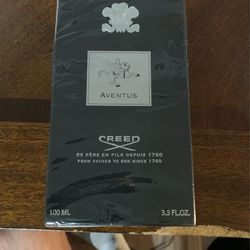 AVENTUS
CREED
DE PÈRE EN FILS DEPUIS 1760
FROM FATHER TO SON SINCE 1760
100 ML 3.3 FL.OZ.